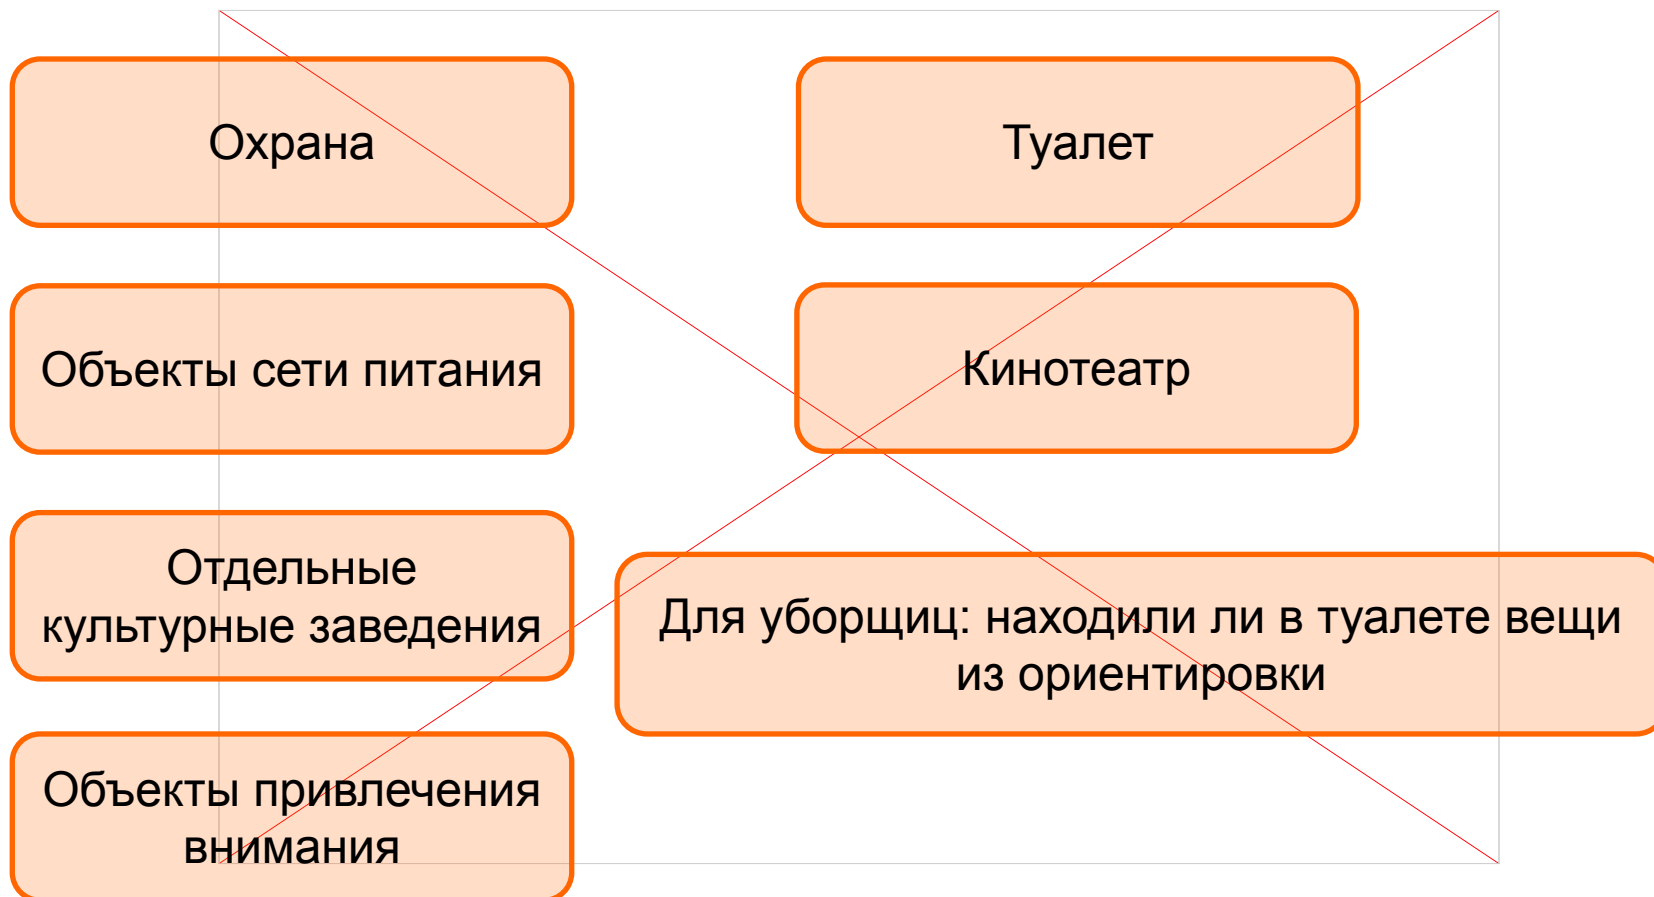 Охрана
Туалет
Объекты сети питания
Кинотеатр
Отдельные
культурные заведения
Для уборщиц: находили ли в туалете вещи
из ориентировки
Объекты привлечения
внимания